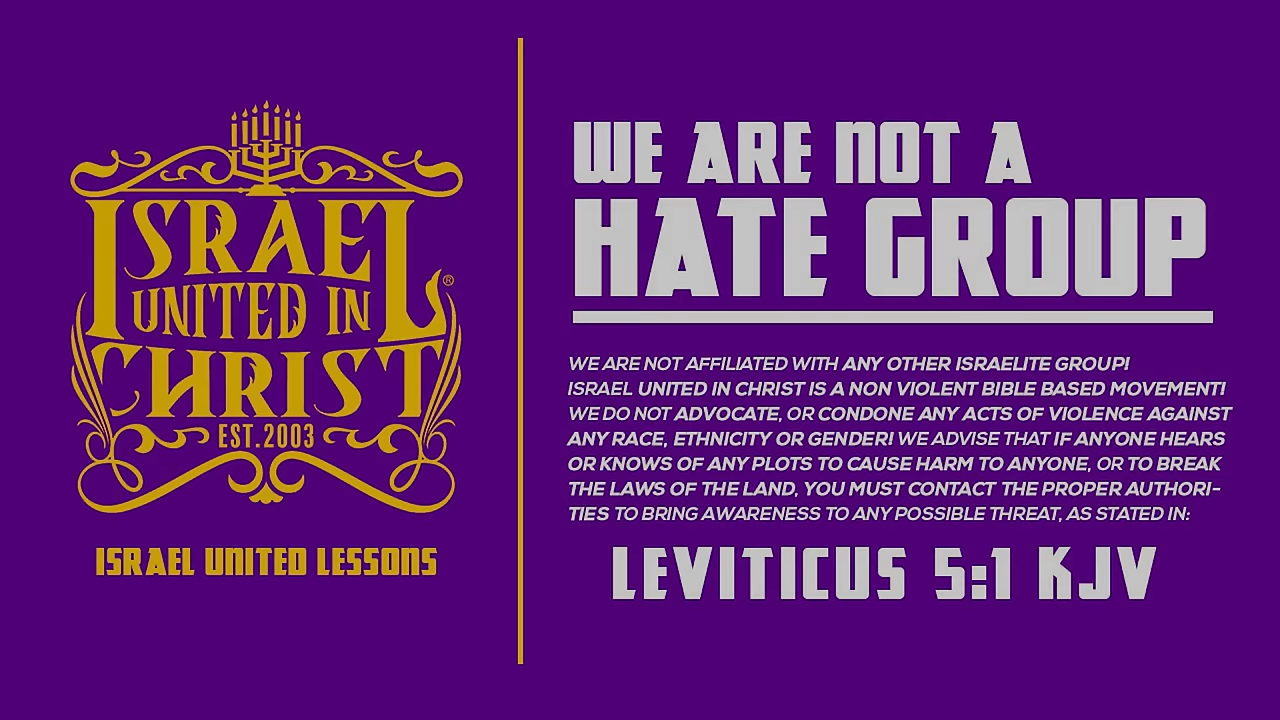 ISRAEL
UNITED IN
CHRIST
EST.2003
®
ISRAEL UNITED LESSONS
WE ARE NOT A
HATE GROUP
WE ARE NOT AFFILIATED WITH ANY OTHER ISRAELITE GROUP!
ISRAEL UNITED IN CHRIST IS A NON VIOLENT BIBLE BASED MOVEMENT!
WE DO NOT ADVOCATE, OR CONDONE ANY ACTS OF VIOLENCE AGAINST
ANY RACE, ETHNICITY OR GENDER! WE ADVISE THAT IF ANYONE HEARS
OR KNOWS OF ANY PLOTS TO CAUSE HARM TO ANYONE, OR TO BREAK
THE LAWS OF THE LAND, YOU MUST CONTACT THE PROPER AUTHORI-
TIES TO BRING AWARENESS TO ANY POSSIBLE THREAT, AS STATED IN:
LEVITICUS 5:1 KJV